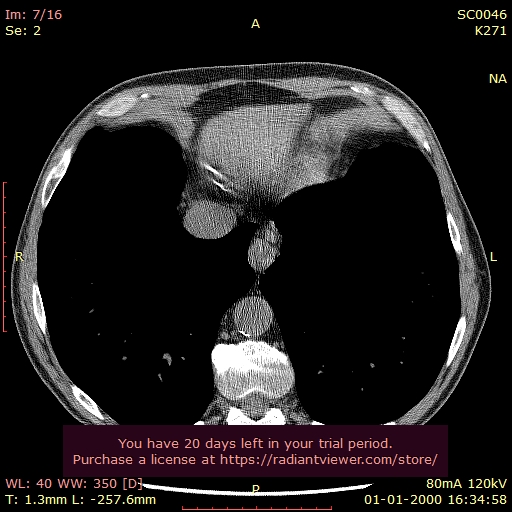 Im: 7/16
Se: 2
A
SC0046
K271
NA
R
L
You have 20 days left in your trial period.
Purchase a license at https://radiantviewer.com/store/
WL: 40 WW: 350 [D]
T: 1.3mm L: -257.6mm
P
80mA 120kV
01-01-2000 16:34:58